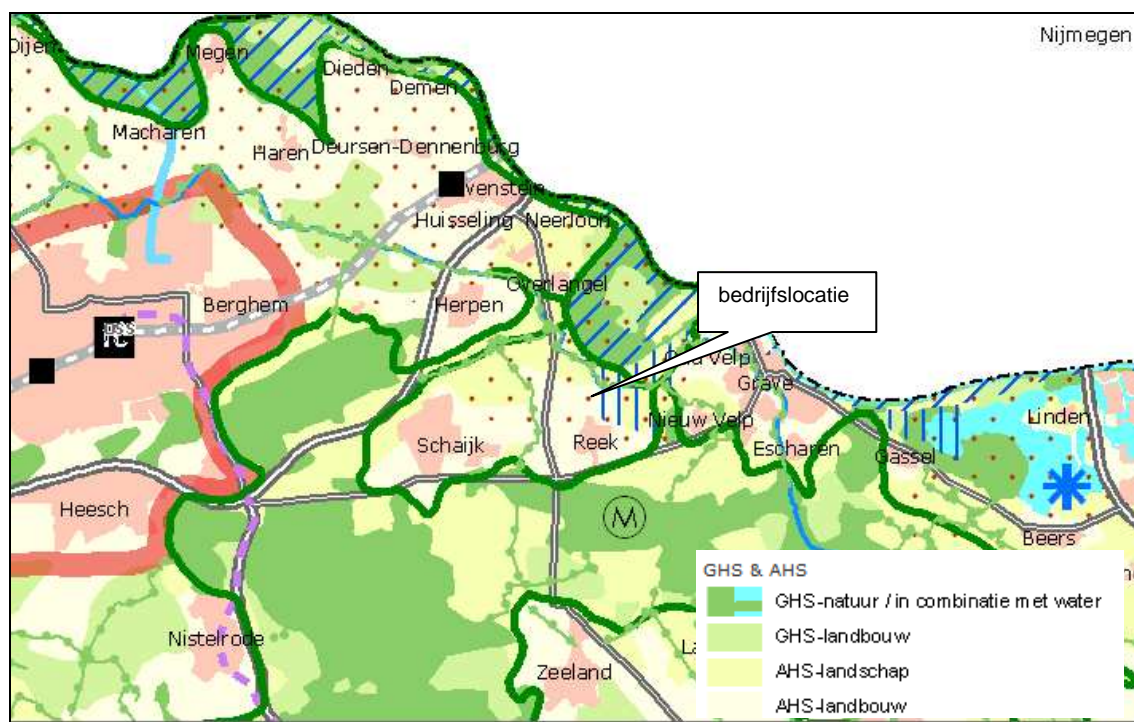 Nijmegen
Oijen
Megen
Dieden
Demen
Macharen
Haren
Deursen-Dennenburg
Huisseling
Neerloon
Overlangel
bedrijfslocatie
Berghem
Herpen
Grave
Linden
Nieuw Velp
Schaijk
Reek
Escharen
Gassel
Heesch
M
Beers
GHS & AHS
GHS-natuur / in combinatie met water
Nistelrode
GHS-landbouw
AHS-landschap
Zeeland
AHS-landbouw